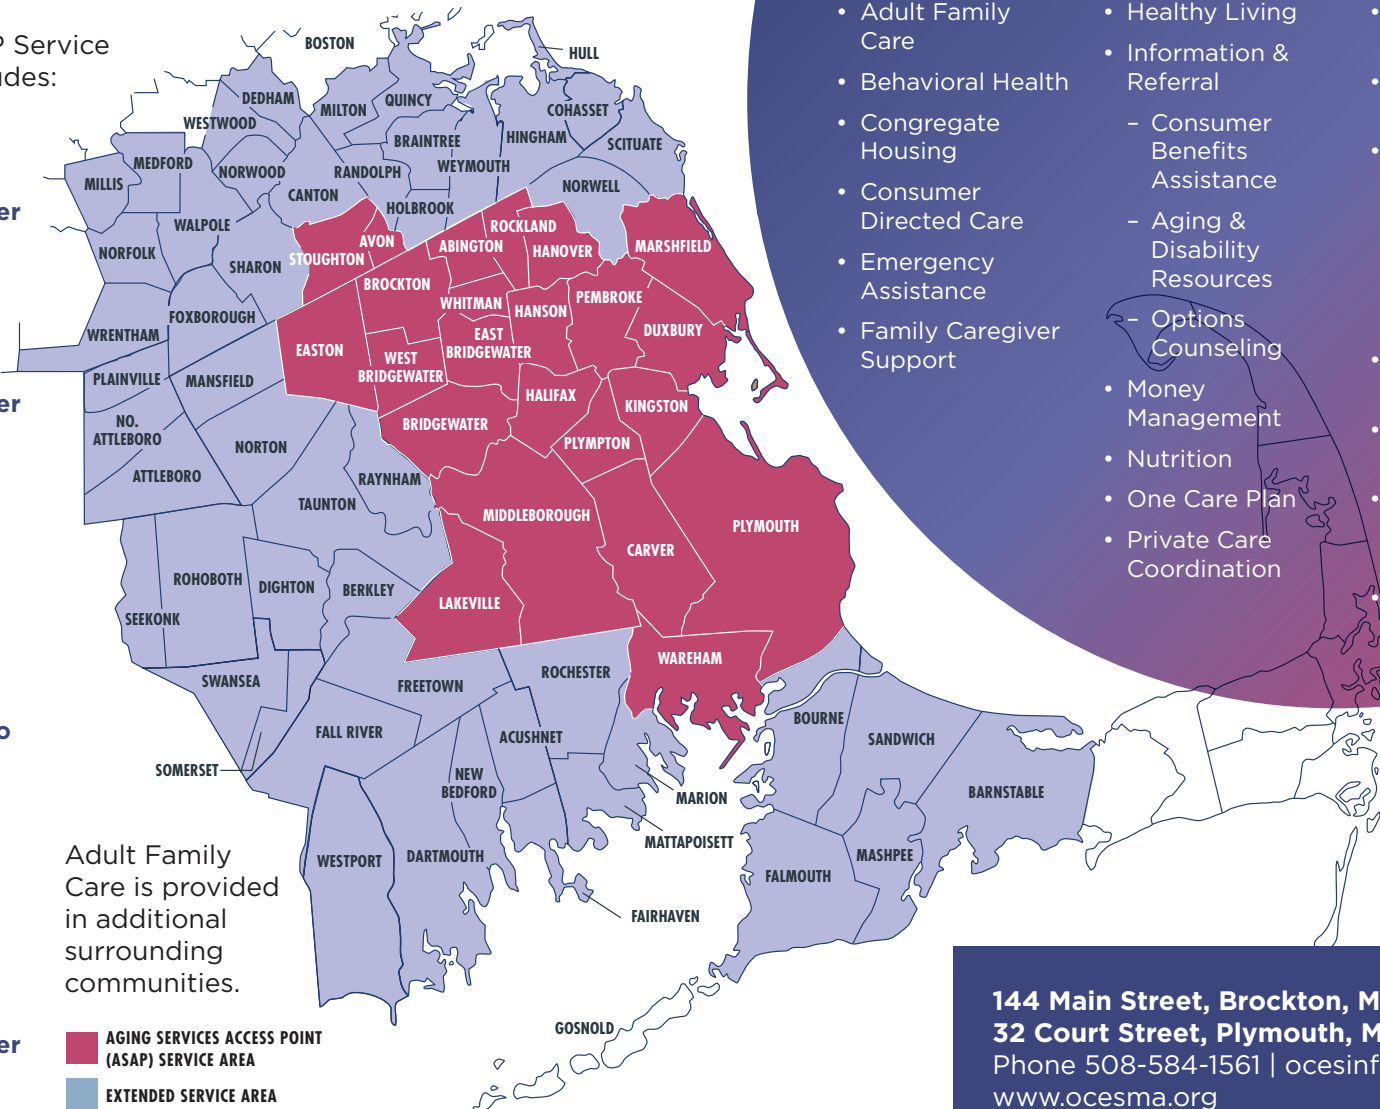 P Service
udes:
er
er
o
er
BOSTON
HULL
DEDHAM
MILTON
QUINCY
COHASSET
WESTWOOD
BRAINTREE
HINGHAM
SCITUATE
MEDFORD
NORWOOD
RANDOLPH
WEYMOUTH
MILLIS
CANTON
NORWELL
HOLBROOK
WALPOLE
ROCKLAND
AVON
ABINGTON
HANOVER
MARSHFIELD
NORFOLK
SHARON
STOUGHTON
BROCKTON
WHITMAN
HANSON
PEMBROKE
FOXBOROUGH
DUXBURY
WRENTHAM
EAST
BRIDGEWATER
EASTON
WEST
BRIDGEWATER
PLAINVILLE
MANSFIELD
HALIFAX
KINGSTON
NO.
ATTLEBORO
BRIDGEWATER
PLYMPTON
NORTON
ATTLEBORO
RAYNHAM
TAUNTON
MIDDLEBOROUGH
PLYMOUTH
CARVER
ROHOBOTH
DIGHTON
BERKLEY
LAKEVILLE
SEEKONK
WAREHAM
ROCHESTER
SWANSEA
FREETOWN
BOURNE
FALL RIVER
ACUSHNET
SANDWICH
SOMERSET
NEW
BEDFORD
MARION
BARNSTABLE
MATTAPOISETT
WESTPORT
DARTMOUTH
MASHPEE
FALMOUTH
FAIRHAVEN
GOSNOLD
Adult Family
Care is provided
in additional
surrounding
communities.
AGING SERVICES ACCESS POINT
(ASAP) SERVICE AREA
EXTENDED SERVICE AREA
• Adult Family
Care
• Behavioral Health
• Congregate
Housing
• Consumer
Directed Care
• Emergency
Assistance
• Family Caregiver
Support
• Healthy Living
• Information &
Referral
– Consumer
Benefits
Assistance
– Aging &
Disability
Resources
– Options
Counseling
• Money
Management
• Nutrition
• One Care Plan
• Private Care
Coordination
144 Main Street, Brockton, M
32 Court Street, Plymouth, M
Phone 508-584-1561 | ocesinf
www.ocesma.org